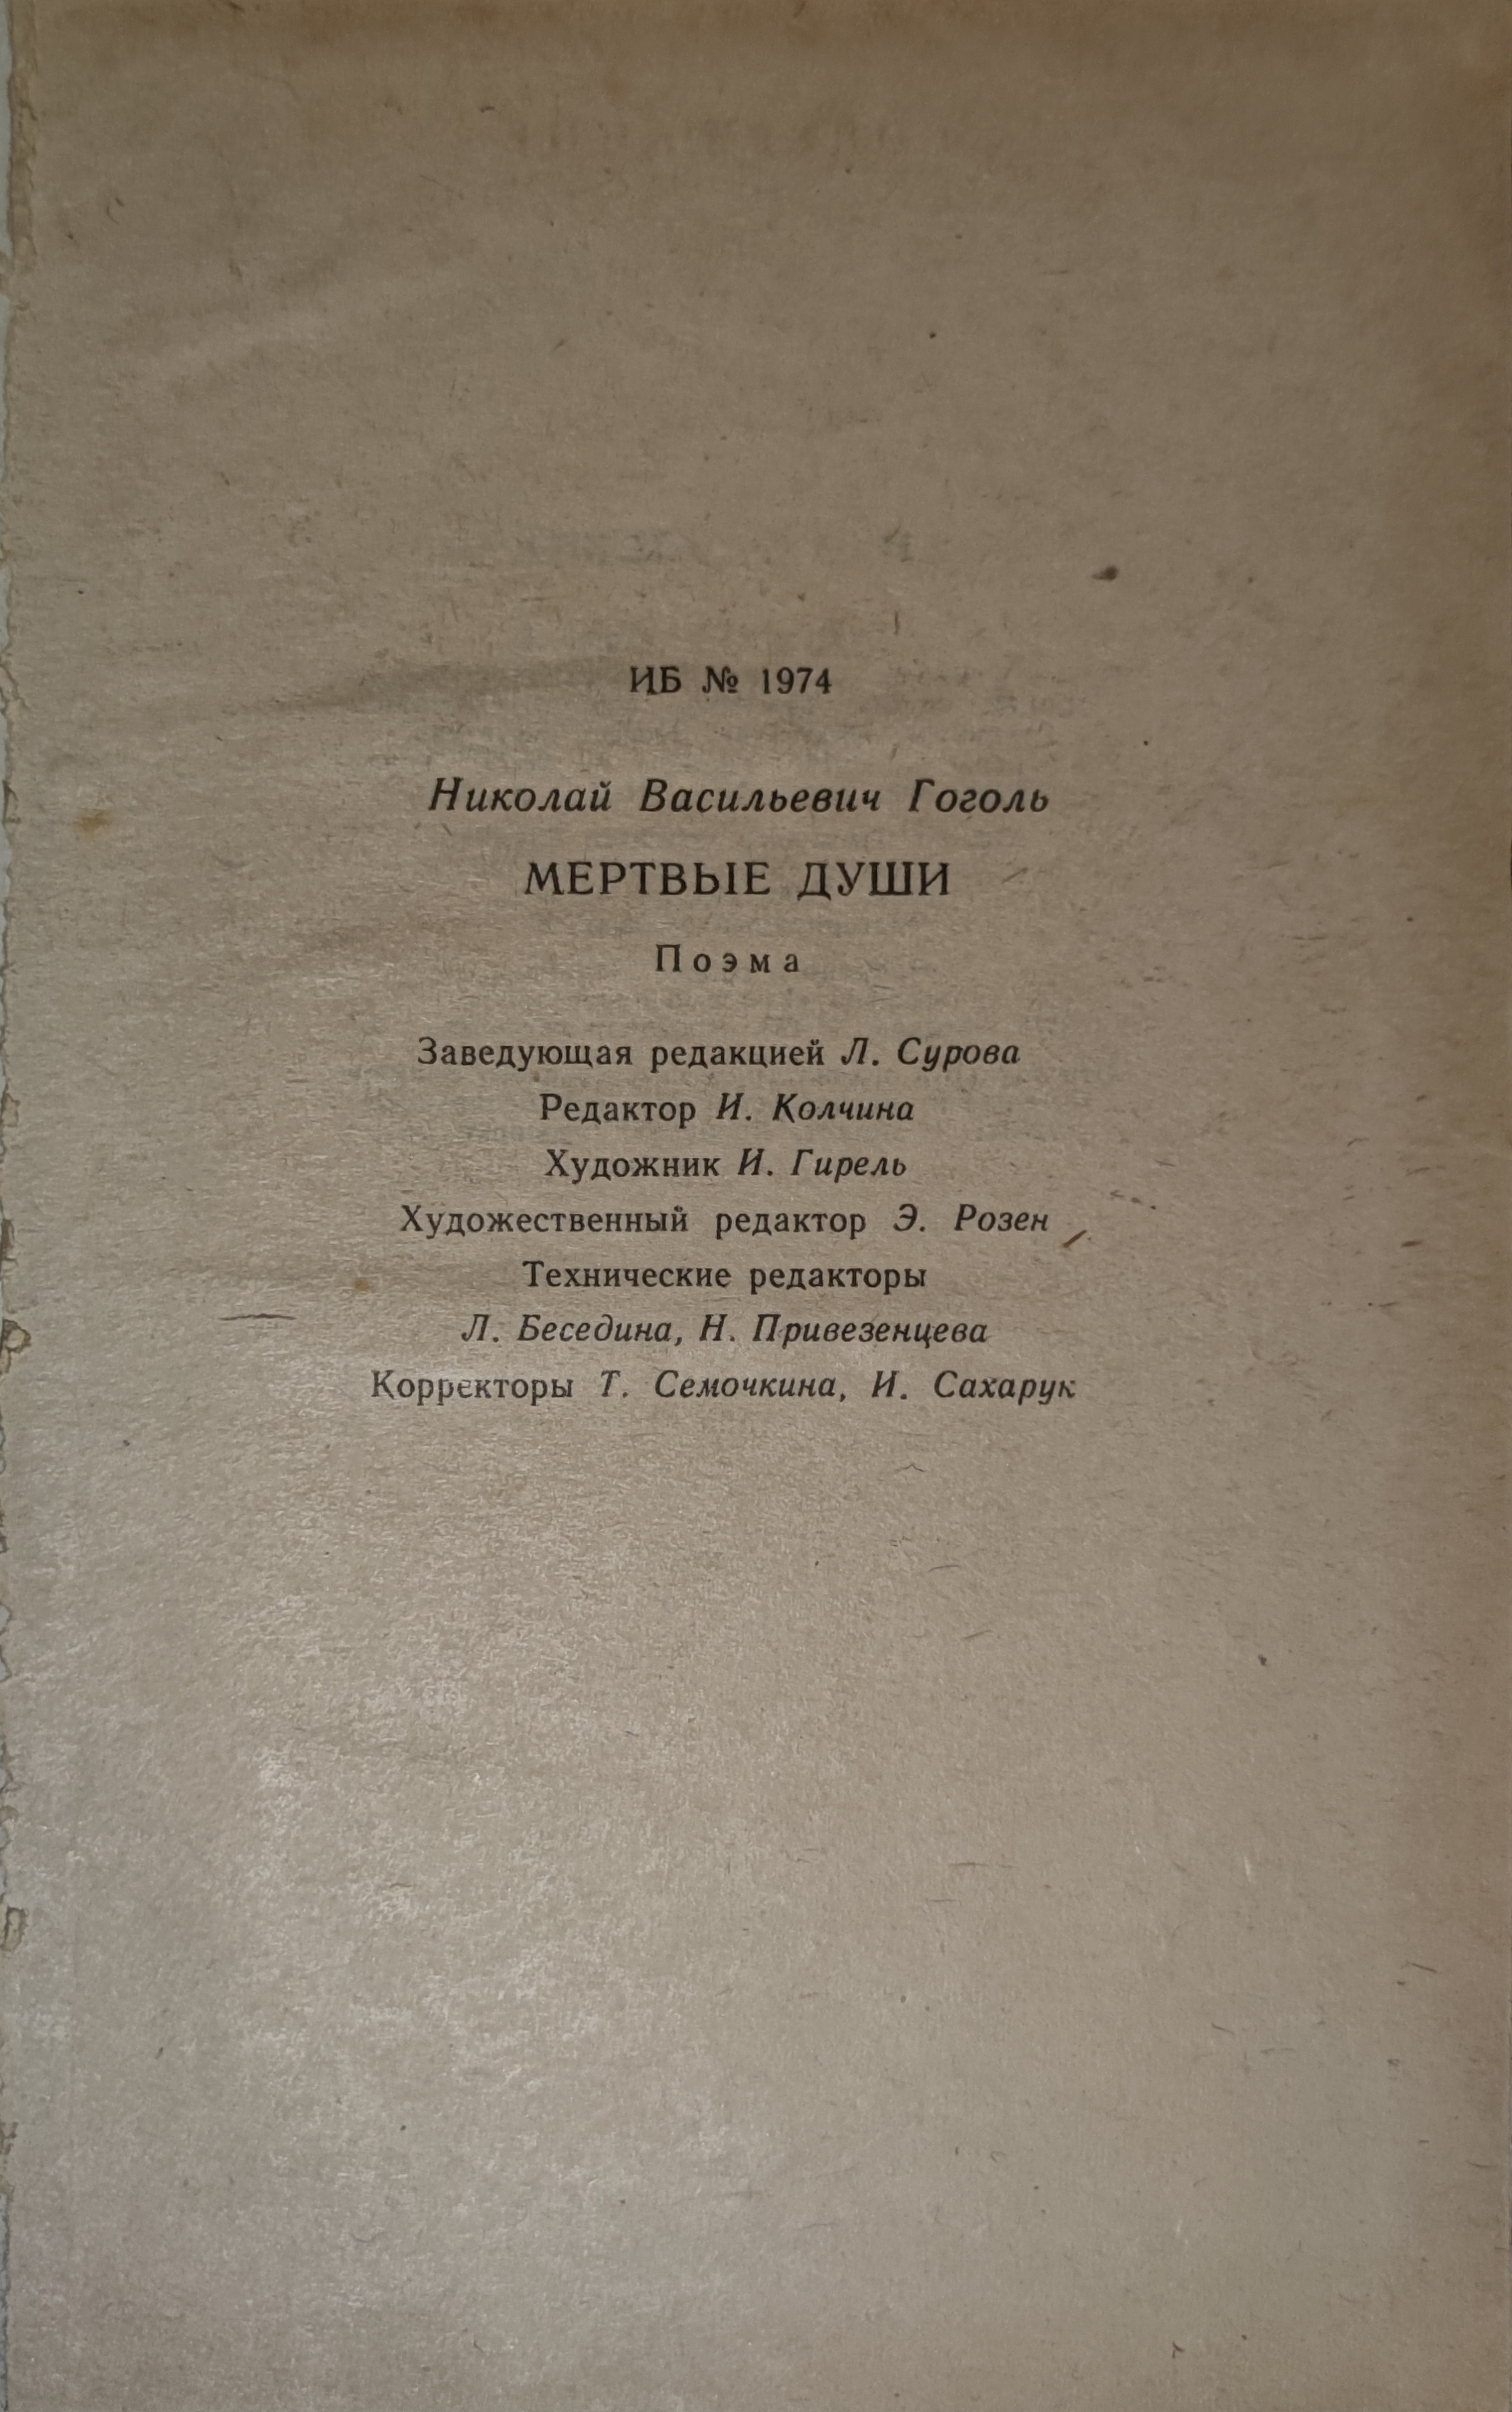 ИБ № 1974
Николай Васильевич Гоголь
МЕРТВЫЕ ДУШИ
Поэма
Заведующая редакцией Л. Сурова
Редактор И. Колчина
Художник И. Гирель
Художественный редактор Э. Розен
Технические редакторы
Л. Беседина, Н. Привезенцева
Корректоры Т. Семочкина, И. Сахарук